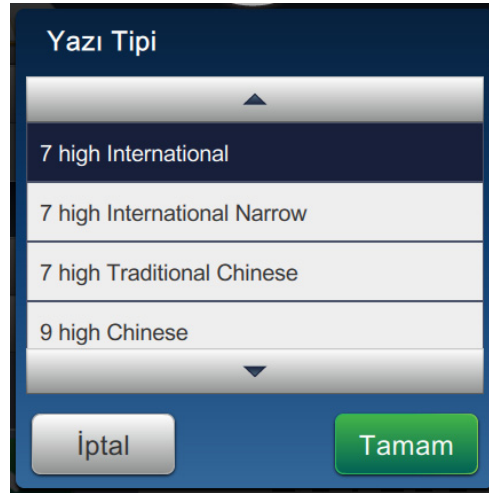 Yazı Tipi
7 high International
7 high International Narrow
7 high Traditional Chinese
9 high Chinese
İptal
Tamam